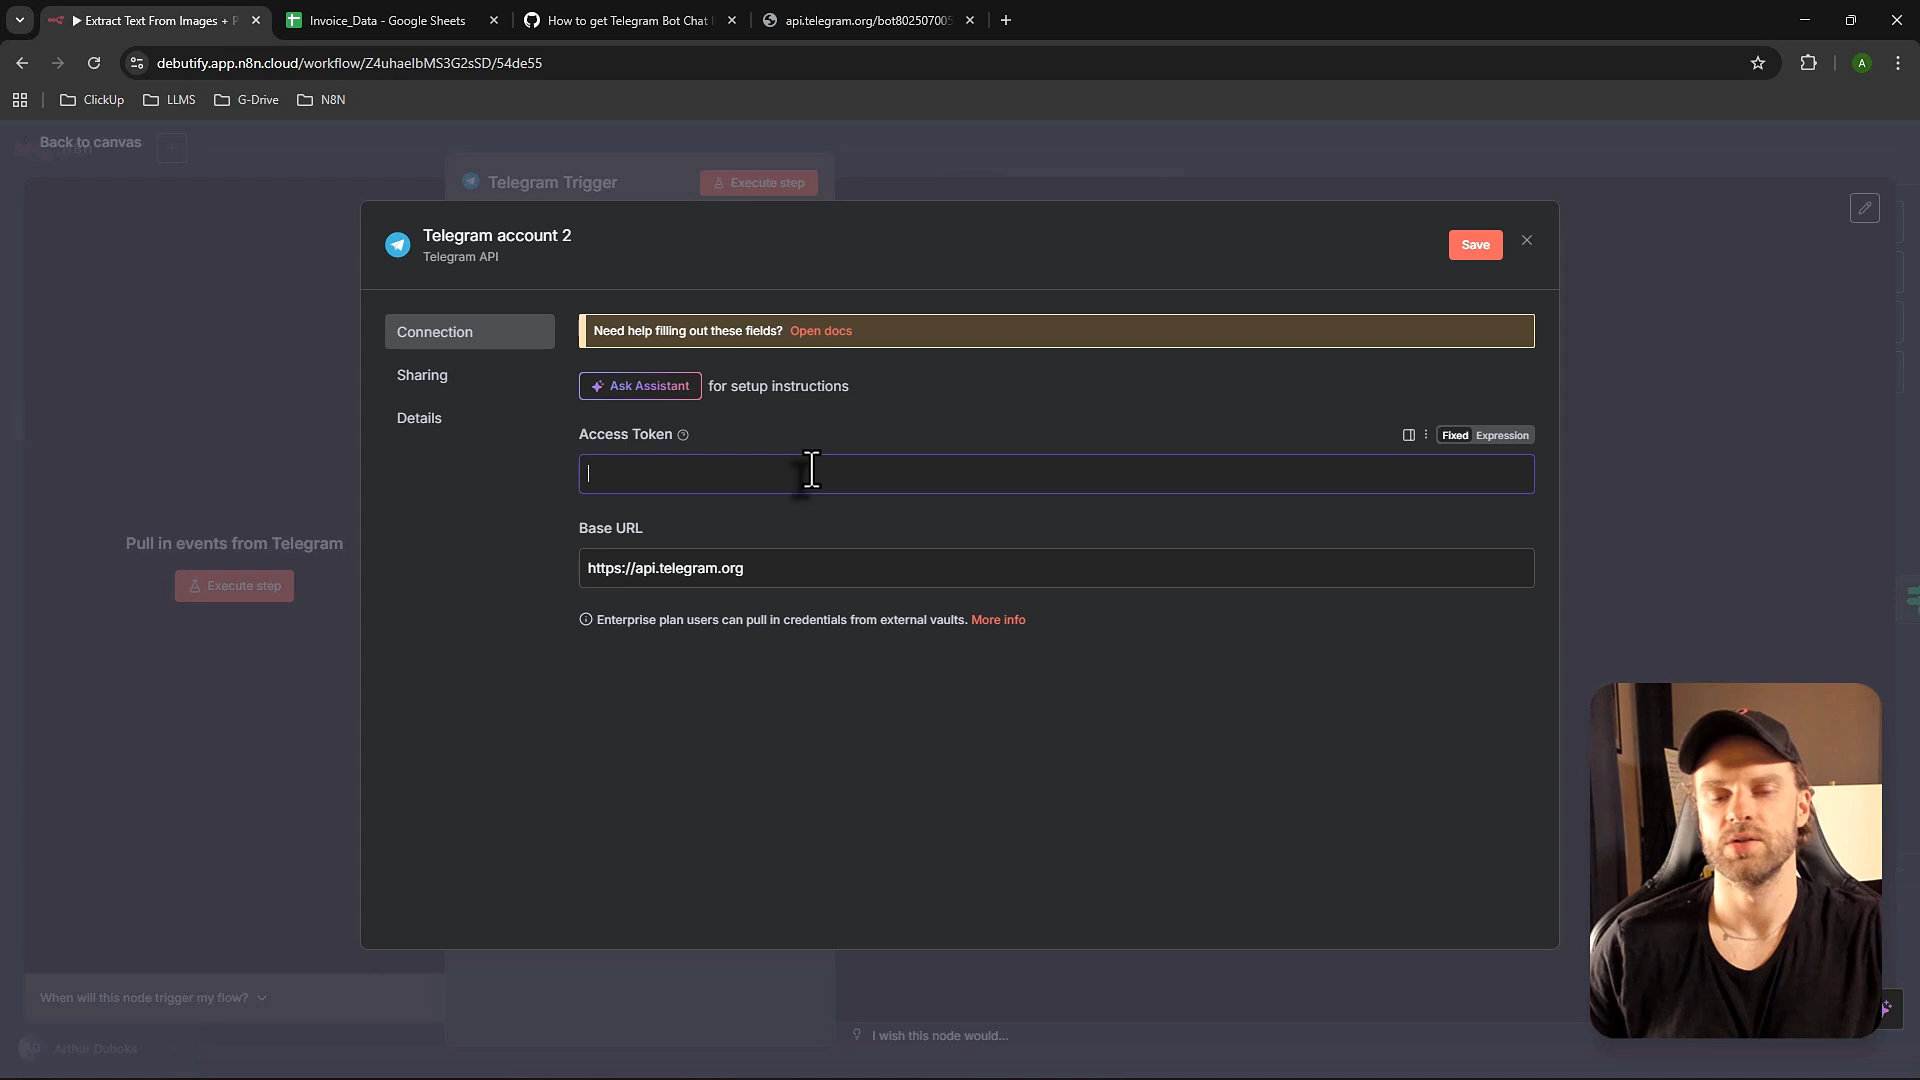 Extract Text From Images + P
Invoice_Data - Google Sheets
How to get Telegram Bot Chat
api.telegram.org/bot802507005
debutify.app.n8n.cloud/workflow/Z4uhaelbMS3G2sSD/54de55
A
ClickUp
LLMS
G-Drive
N8N
Back to canvas
Telegram Trigger
Execute step
Telegram account 2
Telegram API
Save
Connection
Sharing
Details
Need help filling out these fields? Open docs
Ask Assistant for setup instructions
Access Token
Fixed Expression
Base URL
https://api.telegram.org
Enterprise plan users can pull in credentials from external vaults. More info
Pull in events from Telegram
Execute step
When will this node trigger my flow?
Arthur Duboks
I wish this node would...